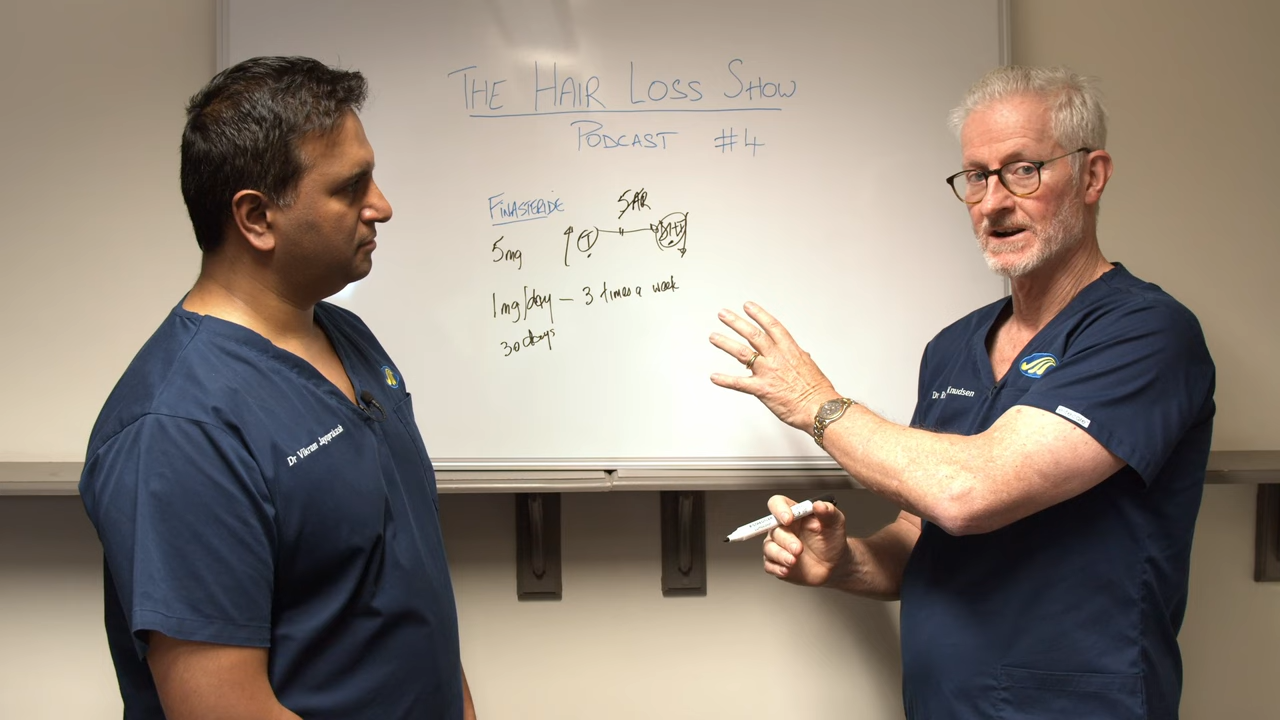 THE HAIR LOSS SHOW
PODCAST #4
FINASTERIDE
5AR
5mg
T
DHT
1mg/day — 3 times a week
30 days
Dr Vikram Jayaprakash
Dr Knudsen